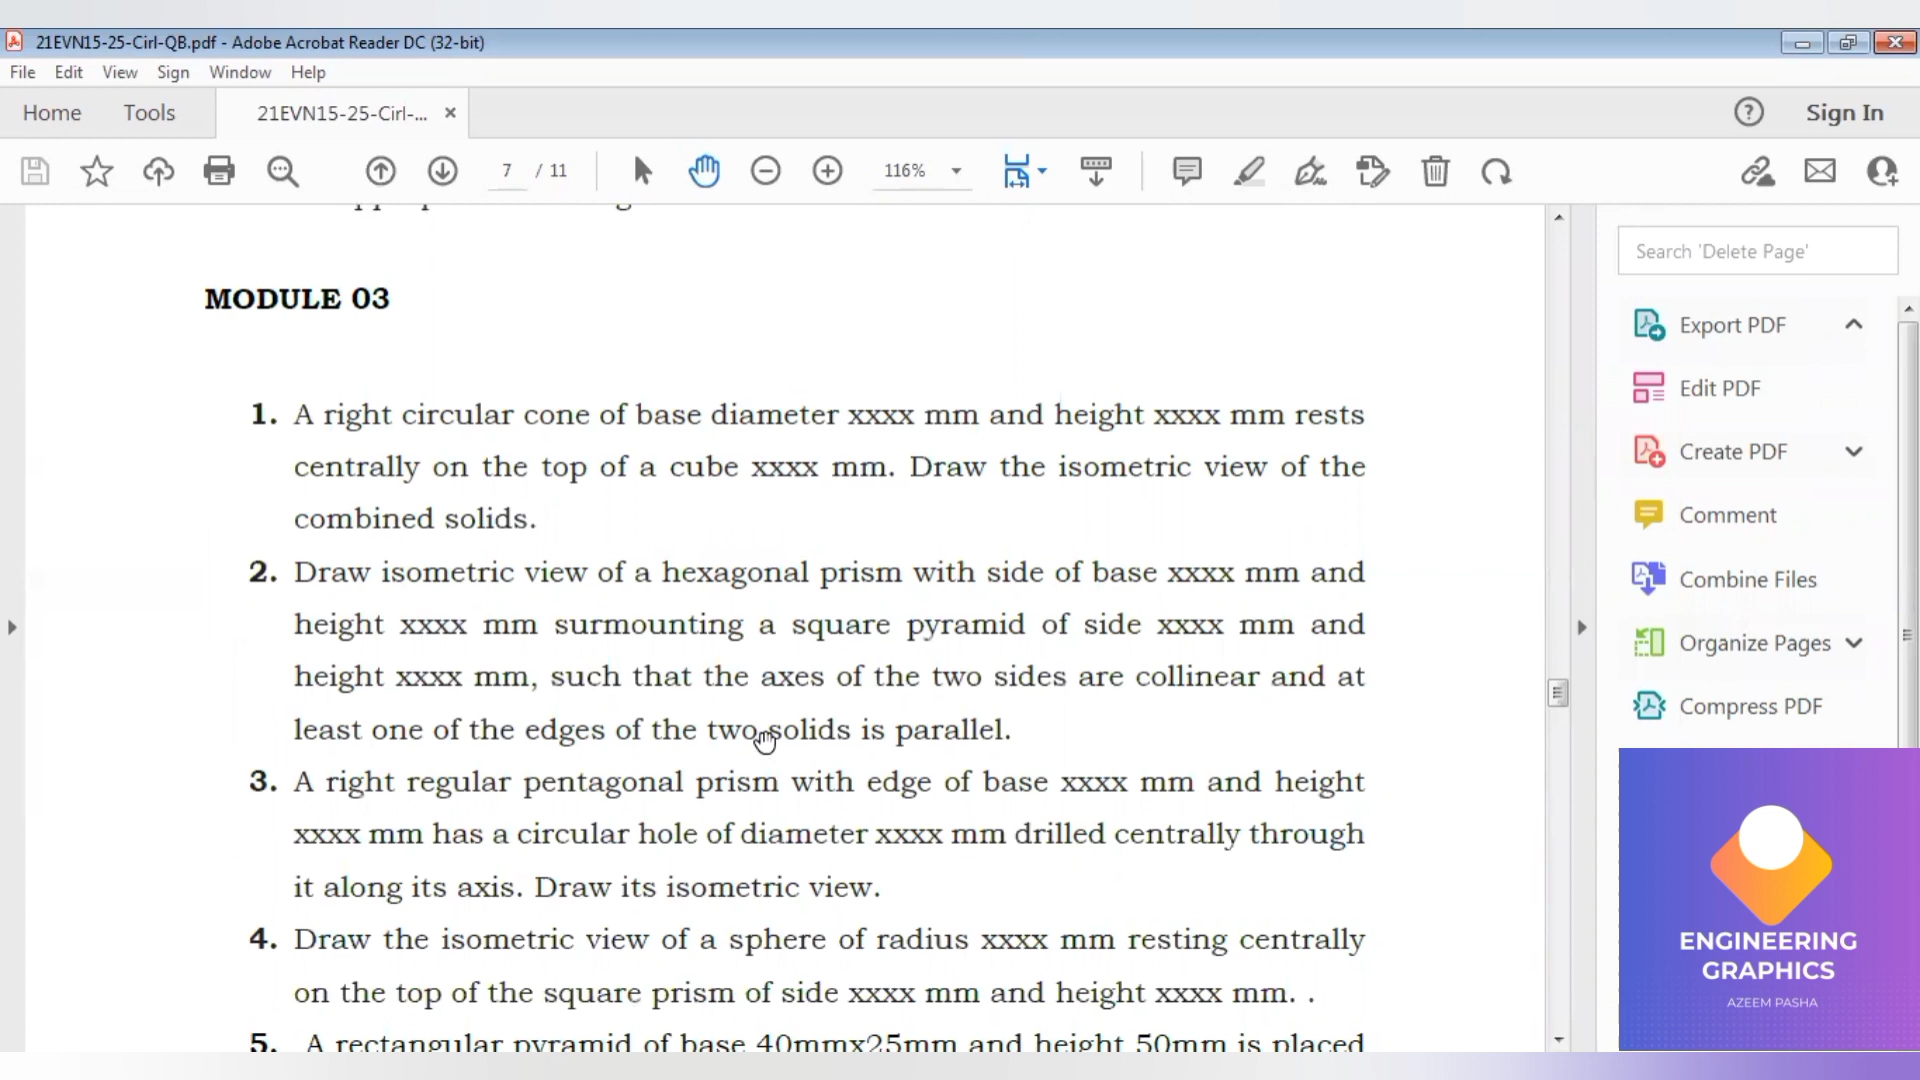 21EVN15-25-Cirl-QB.pdf - Adobe Acrobat Reader DC (32-bit)
File Edit View Sign Window Help
Home Tools 21EVN15-25-Cirl-... × Sign In
7 / 11 116%
MODULE 03
1. A right circular cone of base diameter xxxx mm and height xxxx mm rests
centrally on the top of a cube xxxx mm. Draw the isometric view of the
combined solids.
2. Draw isometric view of a hexagonal prism with side of base xxxx mm and
height xxxx mm surmounting a square pyramid of side xxxx mm and
height xxxx mm, such that the axes of the two sides are collinear and at
least one of the edges of the two solids is parallel.
3. A right regular pentagonal prism with edge of base xxxx mm and height
xxxx mm has a circular hole of diameter xxxx mm drilled centrally through
it along its axis. Draw its isometric view.
4. Draw the isometric view of a sphere of radius xxxx mm resting centrally
on the top of the square prism of side xxxx mm and height xxxx mm. .
5. A rectangular pyramid of base 40mmx25mm and height 50mm is placed
Search 'Delete Page'
Export PDF
Edit PDF
Create PDF
Comment
Combine Files
Organize Pages
Compress PDF
ENGINEERING
GRAPHICS
AZEEM PASHA